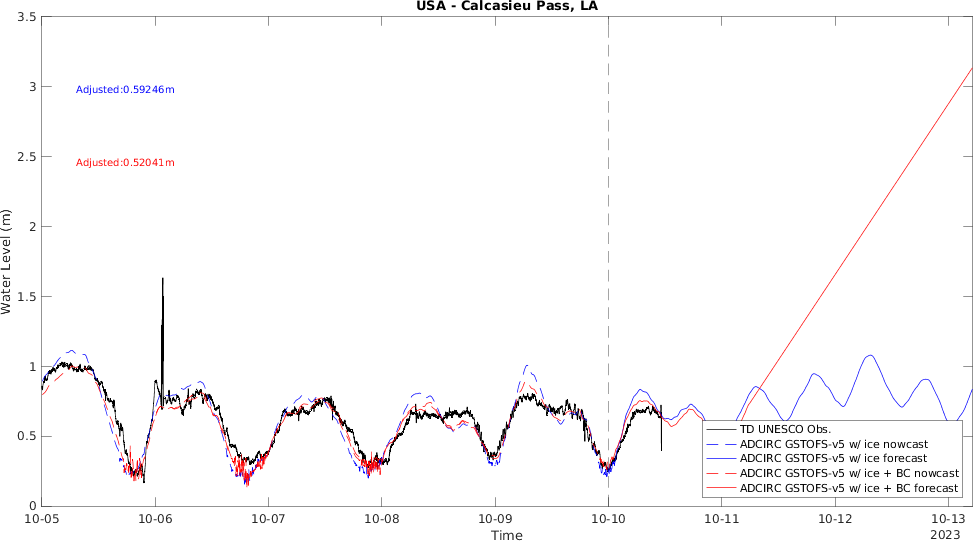 USA - Calcasieu Pass, LA
3.5
3
2.5
2
1.5
1
0.5
0
Water Level (m)
Adjusted:0.59246m
Adjusted:0.52041m
TD UNESCO Obs.
ADCIRC GSTOFS-v5 w/ ice nowcast
ADCIRC GSTOFS-v5 w/ ice forecast
ADCIRC GSTOFS-v5 w/ ice + BC nowcast
ADCIRC GSTOFS-v5 w/ ice + BC forecast
10-05 10-06 10-07 10-08 10-09 10-10 10-11 10-12 10-13
Time
2023